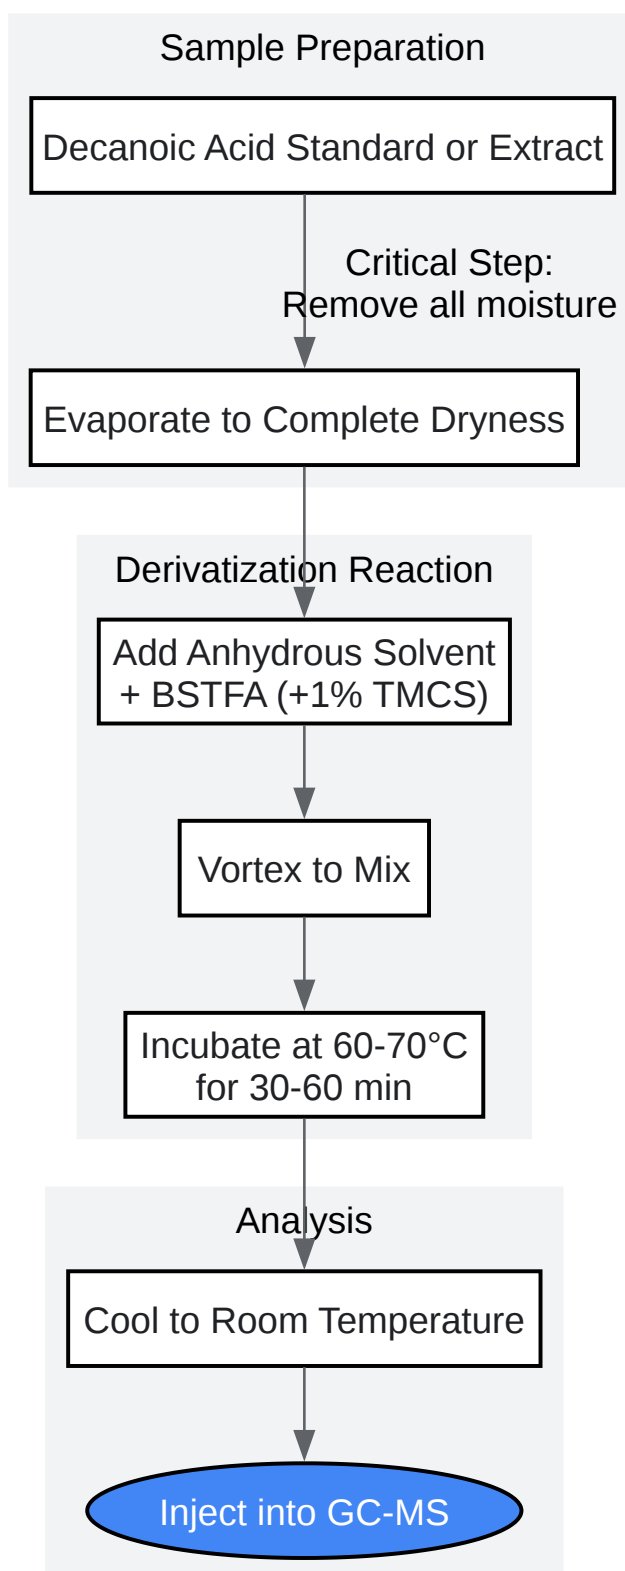 Sample Preparation
Decanoic Acid Standard or Extract
Critical Step:
Remove all moisture
Evaporate to Complete Dryness
Derivatization Reaction
Add Anhydrous Solvent
+ BSTFA (+1% TMCS)
Vortex to Mix
Incubate at 60-70°C
for 30-60 min
Analysis
Cool to Room Temperature
Inject into GC-MS